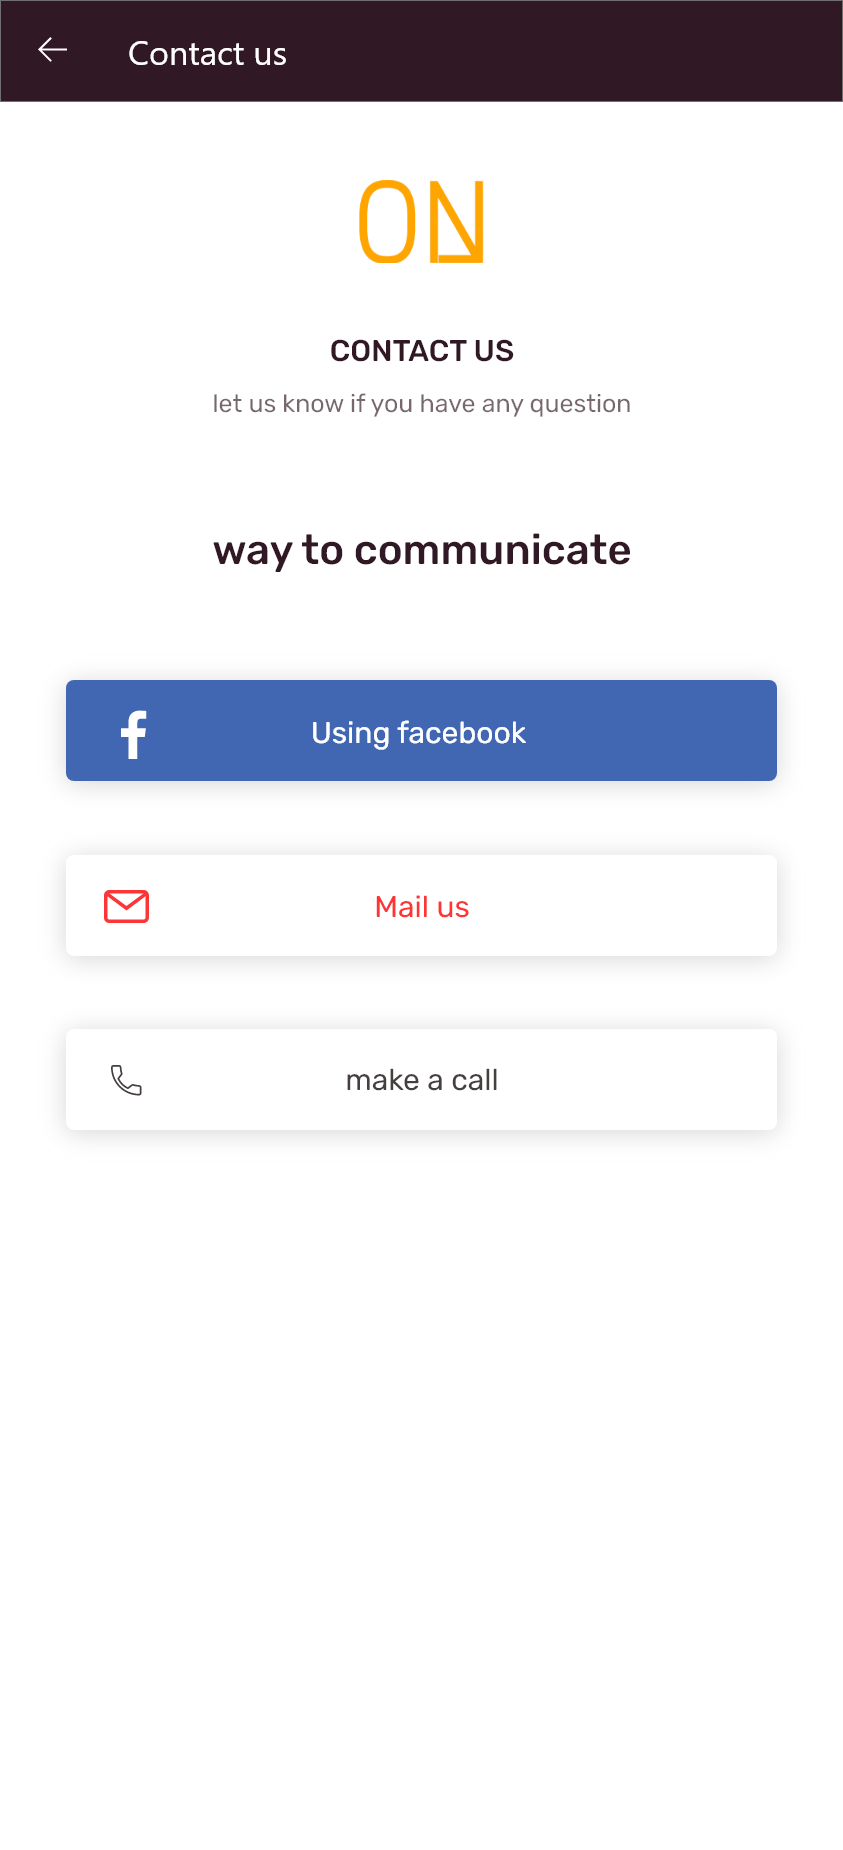 Contact us
ON
CONTACT US
let us know if you have any question
way to communicate
Using facebook
Mail us
make a call